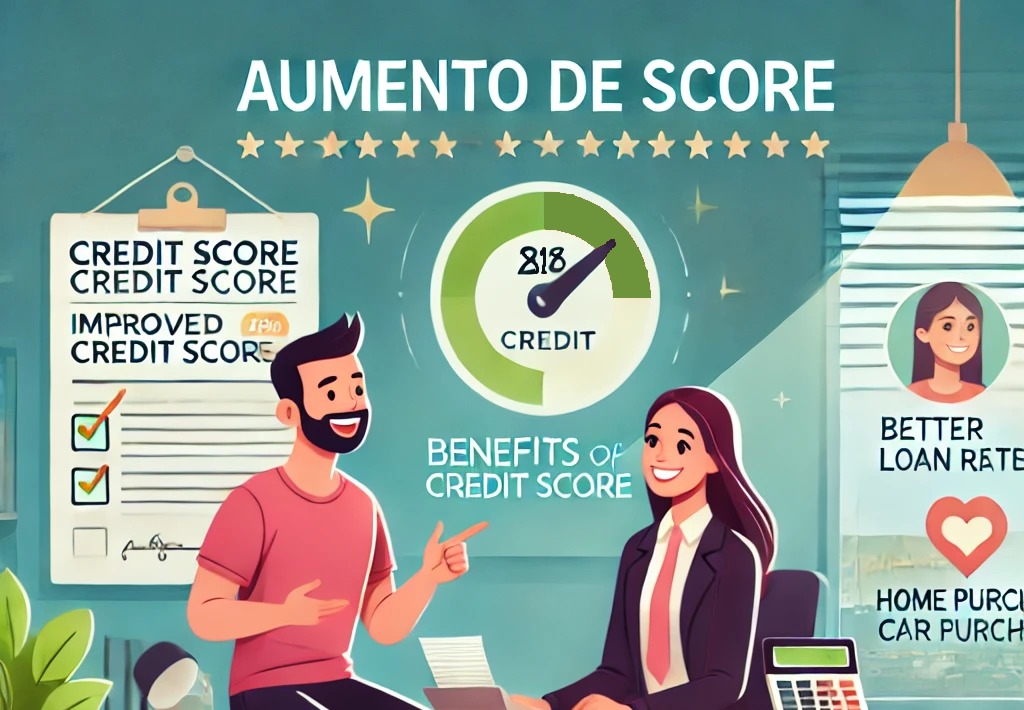 AUMENTO DE SCORE
CREDIT SCORE
CREDIT SCORE
IMPROVED
CREDIT SCORE
818
CREDIT
BENEFITS of
CREDIT SCORE
BETTER
LOAN RATE
HOME PURC
CAR PURCH